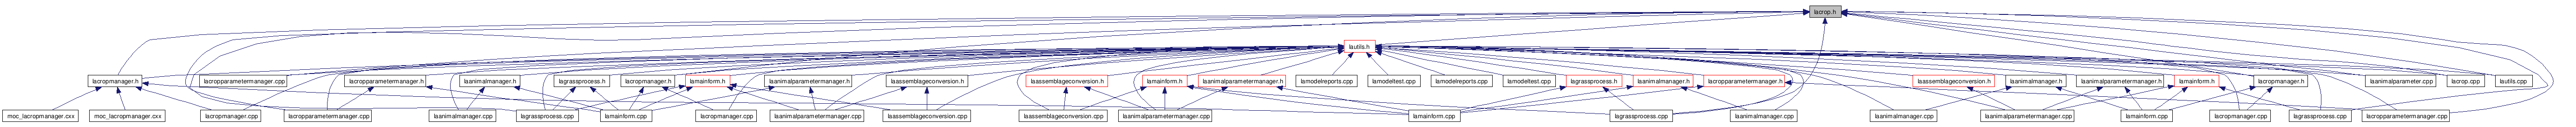 lacrop.h
lautils.h
lacropmanager.h
lacropparametermanager.cpp
lacropparametermanager.h
laanimalmanager.h
lagrassprocess.h
lacropmanager.h
lamainform.h
laanimalparametermanager.h
laassemblageconversion.h
laassemblageconversion.h
lamainform.h
laanimalparametermanager.h
lamodelreports.cpp
lamodeltest.cpp
lamodelreports.cpp
lamodeltest.cpp
lagrassprocess.h
laanimalmanager.h
lacropparametermanager.h
laassemblageconversion.h
laanimalmanager.h
laanimalparametermanager.h
lamainform.h
lacropmanager.h
laanimalparameter.cpp
lacrop.cpp
lautils.cpp
moc_lacropmanager.cxx
moc_lacropmanager.cxx
lacropmanager.cpp
lacropparametermanager.cpp
laanimalmanager.cpp
lagrassprocess.cpp
lamainform.cpp
lacropmanager.cpp
laanimalparametermanager.cpp
laassemblageconversion.cpp
laassemblageconversion.cpp
laanimalparametermanager.cpp
lamainform.cpp
lagrassprocess.cpp
laanimalmanager.cpp
laanimalmanager.cpp
laanimalparametermanager.cpp
lamainform.cpp
lacropmanager.cpp
lagrassprocess.cpp
lacropparametermanager.cpp